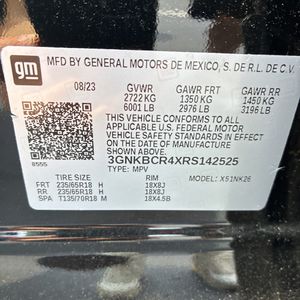 gm
MFD BY GENERAL MOTORS DE MEXICO, S. DE R.L. DE C.V.
08/23 GVWR GAWR FRT GAWR RR
2722 KG 1350 KG 1450 KG
6001 LB 2976 LB 3196LB
THIS VEHICLE CONFORMS TO ALL
APPLICABLE U.S. FEDERAL MOTOR
VEHICLE SAFETY STANDARDS IN EFFECT
ON THE DATE OF MANUFACTURE SHOWN ABOVE.
3GNKBCR4XRS142525
8555 TYPE: MPV MODEL: X51NK26
TIRE SIZE RIM
FRT 235/65R18 H 18X8J
RR 235/65R18 H 18X8J
SPA T135/70R18 M 18X4.5B